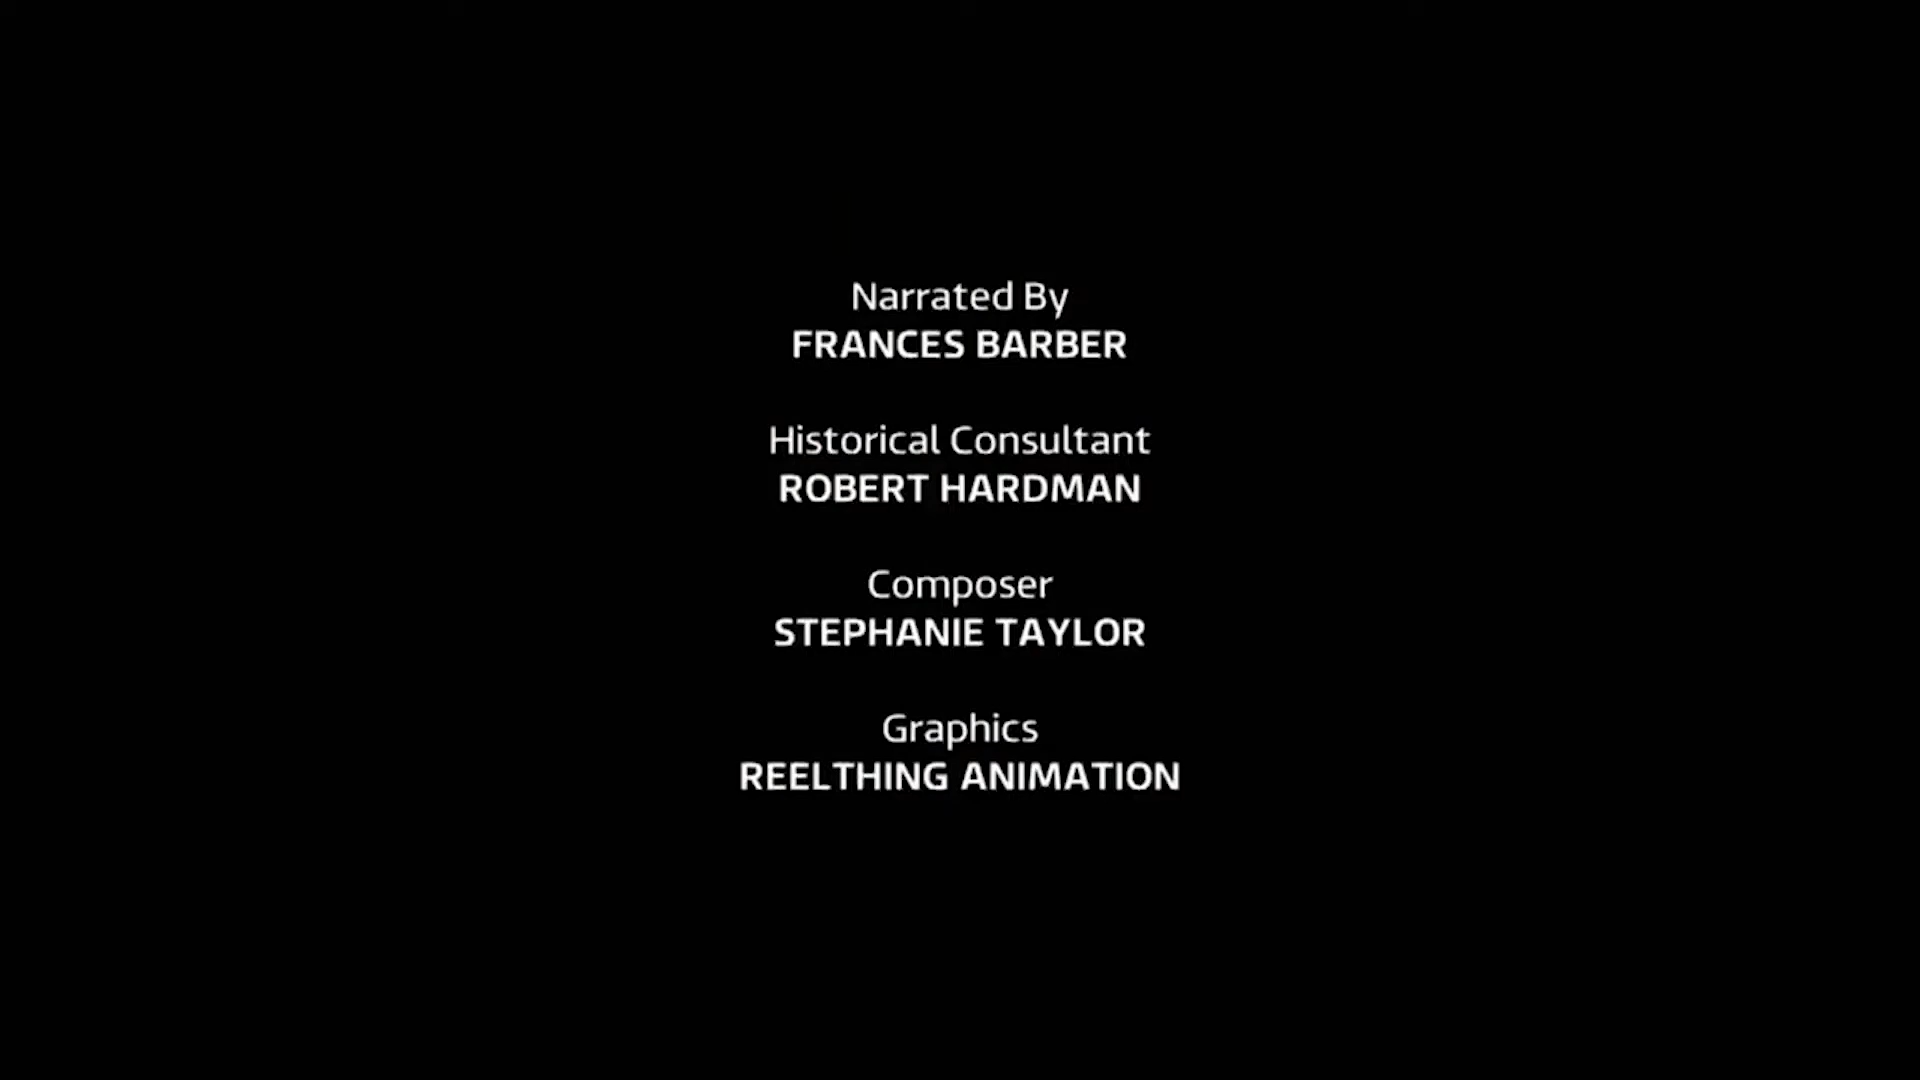 Narrated By
FRANCES BARBER
Historical Consultant
ROBERT HARDMAN
Composer
STEPHANIE TAYLOR
Graphics
REELTHING ANIMATION